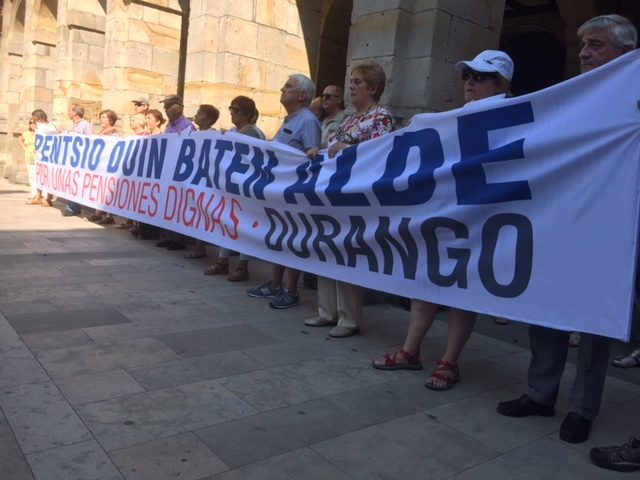 PENTSIO DUIN BATEN ALDE
POR UNAS PENSIONES DIGNAS · DURANGO